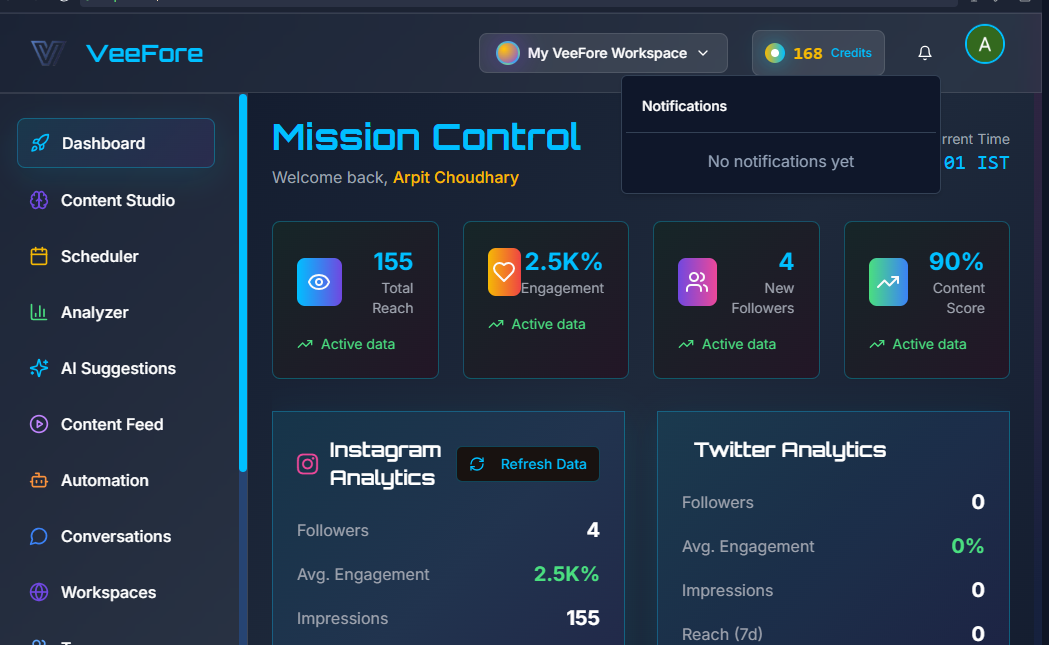 VeeFore
My VeeFore Workspace
168 Credits
A
Notifications
No notifications yet
Dashboard
Content Studio
Scheduler
Analyzer
AI Suggestions
Content Feed
Automation
Conversations
Workspaces
Mission Control
Welcome back, Arpit Choudhary
rrent Time
01 IST
155
Total
Reach
Active data
2.5K%
Engagement
Active data
4
New
Followers
Active data
90%
Content
Score
Active data
Instagram
Analytics
Refresh Data
Followers 4
Avg. Engagement 2.5K%
Impressions 155
Twitter Analytics
Followers 0
Avg. Engagement 0%
Impressions 0
Reach (7d) 0